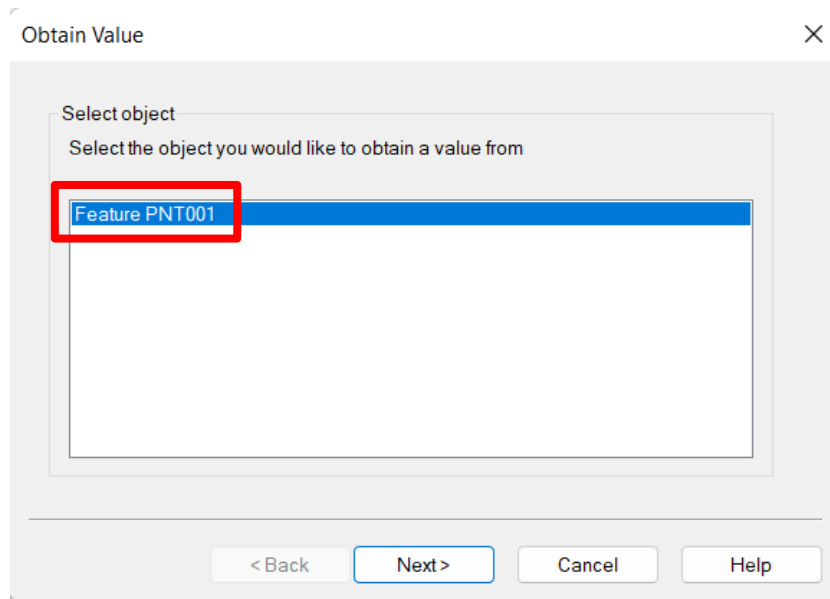 Obtain Value
Select object
Select the object you would like to obtain a value from
Feature PNT001
< Back Next > Cancel Help